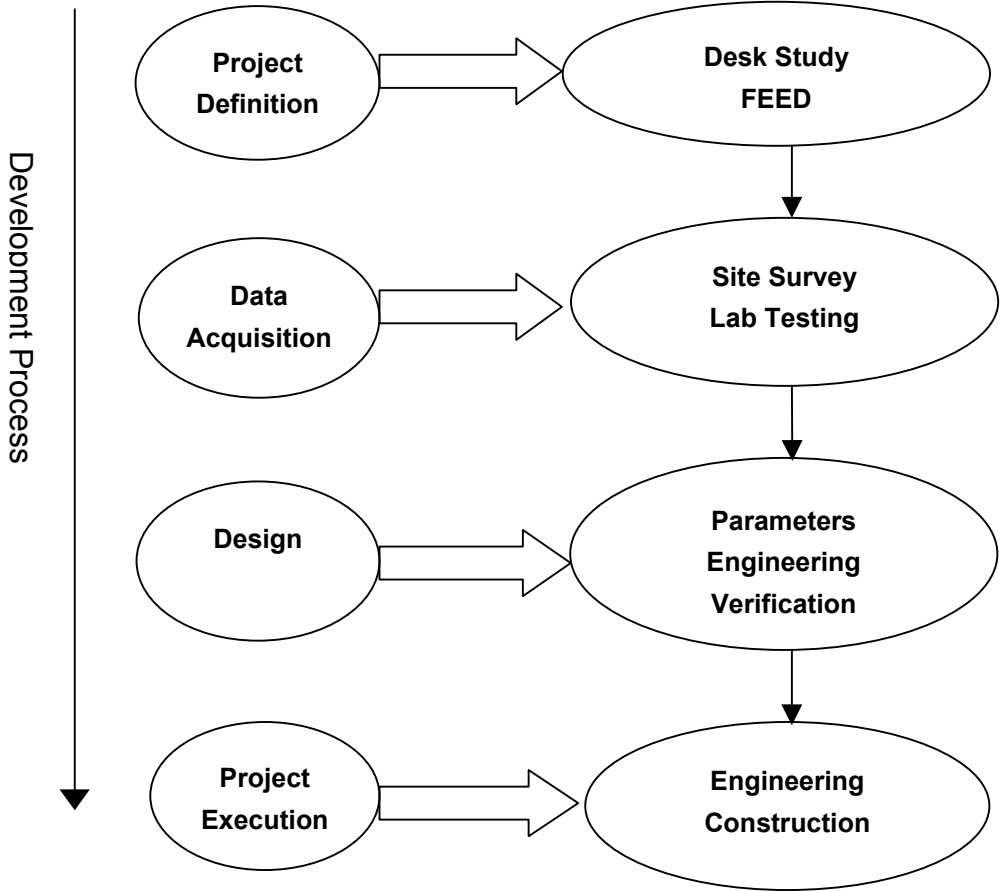 Development Process
Project
Definition
Desk Study
FEED
Data
Acquisition
Site Survey
Lab Testing
Design
Parameters
Engineering
Verification
Project
Execution
Engineering
Construction